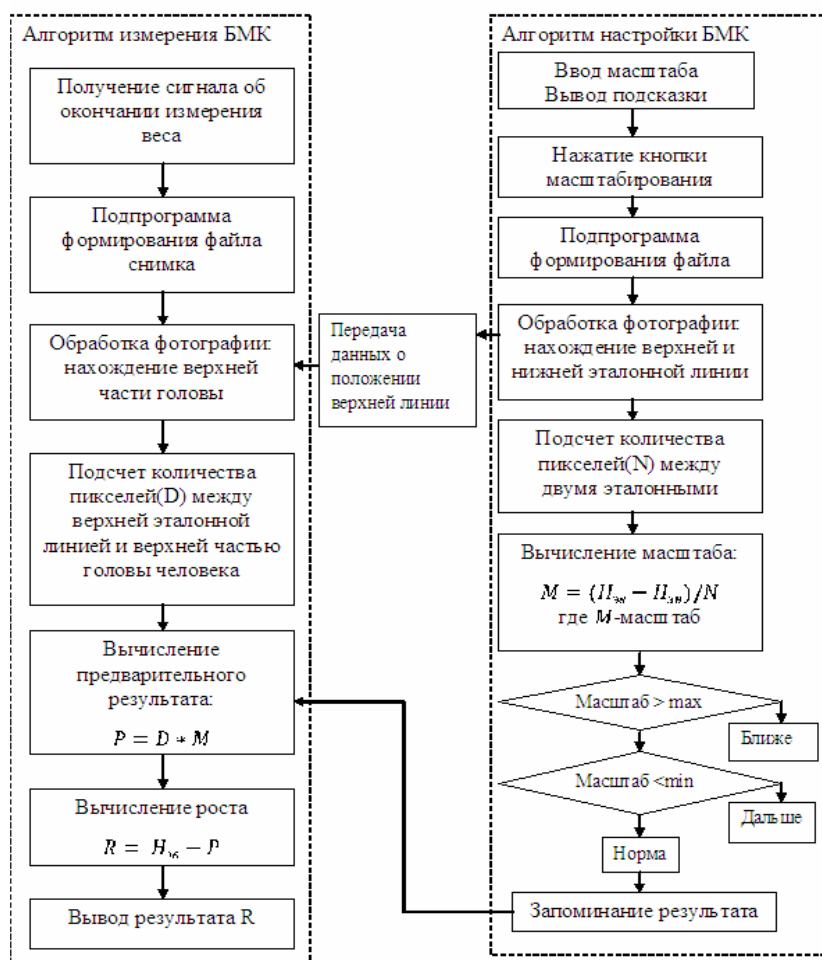 Алгоритм измерения БМК
Получение сигнала об
окончании измерения
веса
Подпрограмма
формирования файла
снимка
Обработка фотографии:
нахождение верхней
части головы
Подсчет количества
пикселей(D) между
верхней эталонной
линией и верхней частью
головы человека
Вычисление
предварительного
результата:
P = D * M
Вычисление роста
R = H – P
Вывод результата R
Передача
данных о
положении
верхней линии
Алгоритм настройки БМК
Ввод масштаба
Вывод подсказки
Нажатие кнопки
масштабирования
Подпрограмма
формирования файла
Обработка фотографии:
нахождение верхней и
нижней эталонной линии
Подсчет количества
пикселей(N) между
двумя эталонными
Вычисление масштаба:
M = (H – H)/N
где M-масштаб
Масштаб > max
Ближе
Масштаб <min
Дальше
Норма
Запоминание результата